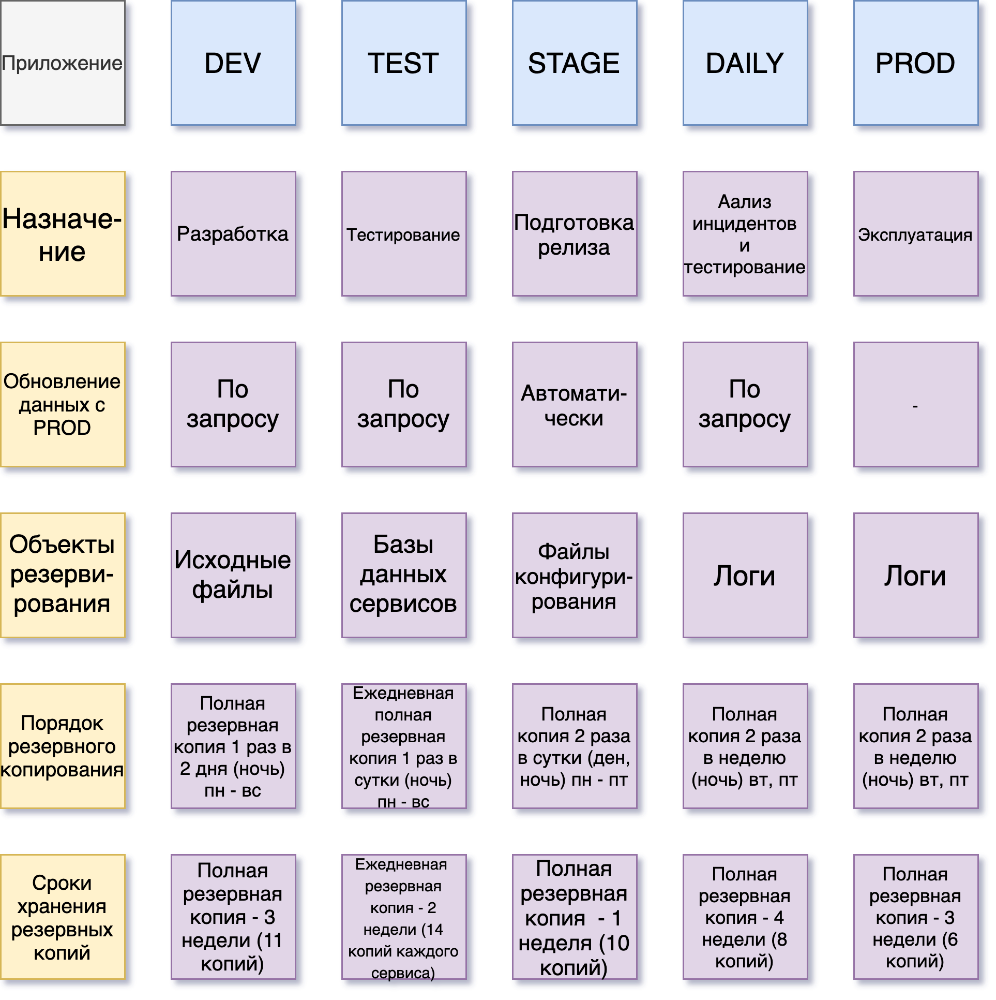 Приложение
DEV
TEST
STAGE
DAILY
PROD
Назначе-
ние
Разработка
Тестирование
Подготовка
релиза
Аализ
инцидентов
и
тестирование
Эксплуатация
Обновление
данных с
PROD
По
запросу
По
запросу
Автомати-
чески
По
запросу
-
Объекты
резерви-
рования
Исходные
файлы
Базы
данных
сервисов
Файлы
конфигури-
рования
Логи
Логи
Порядок
резервного
копирования
Полная
резервная
копия 1 раз в
2 дня (ночь)
пн - вс
Ежедневная
полная
резервная
копия 1 раз в
сутки (ночь)
пн - вс
Полная
копия 2 раза
в сутки (ден,
ночь) пн - пт
Полная
копия 2 раза
в неделю
(ночь) вт, пт
Полная
копия 2 раза
в неделю
(ночь) вт, пт
Сроки
хранения
резервных
копий
Полная
резервная
копия - 3
недели (11
копий)
Ежедневная
резервная
копия - 2
недели (14
копий каждого
сервиса)
Полная
резервная
копия  - 1
неделя (10
копий)
Полная
резервная
копия - 4
недели (8
копий)
Полная
резервная
копия - 3
недели (6
копий)